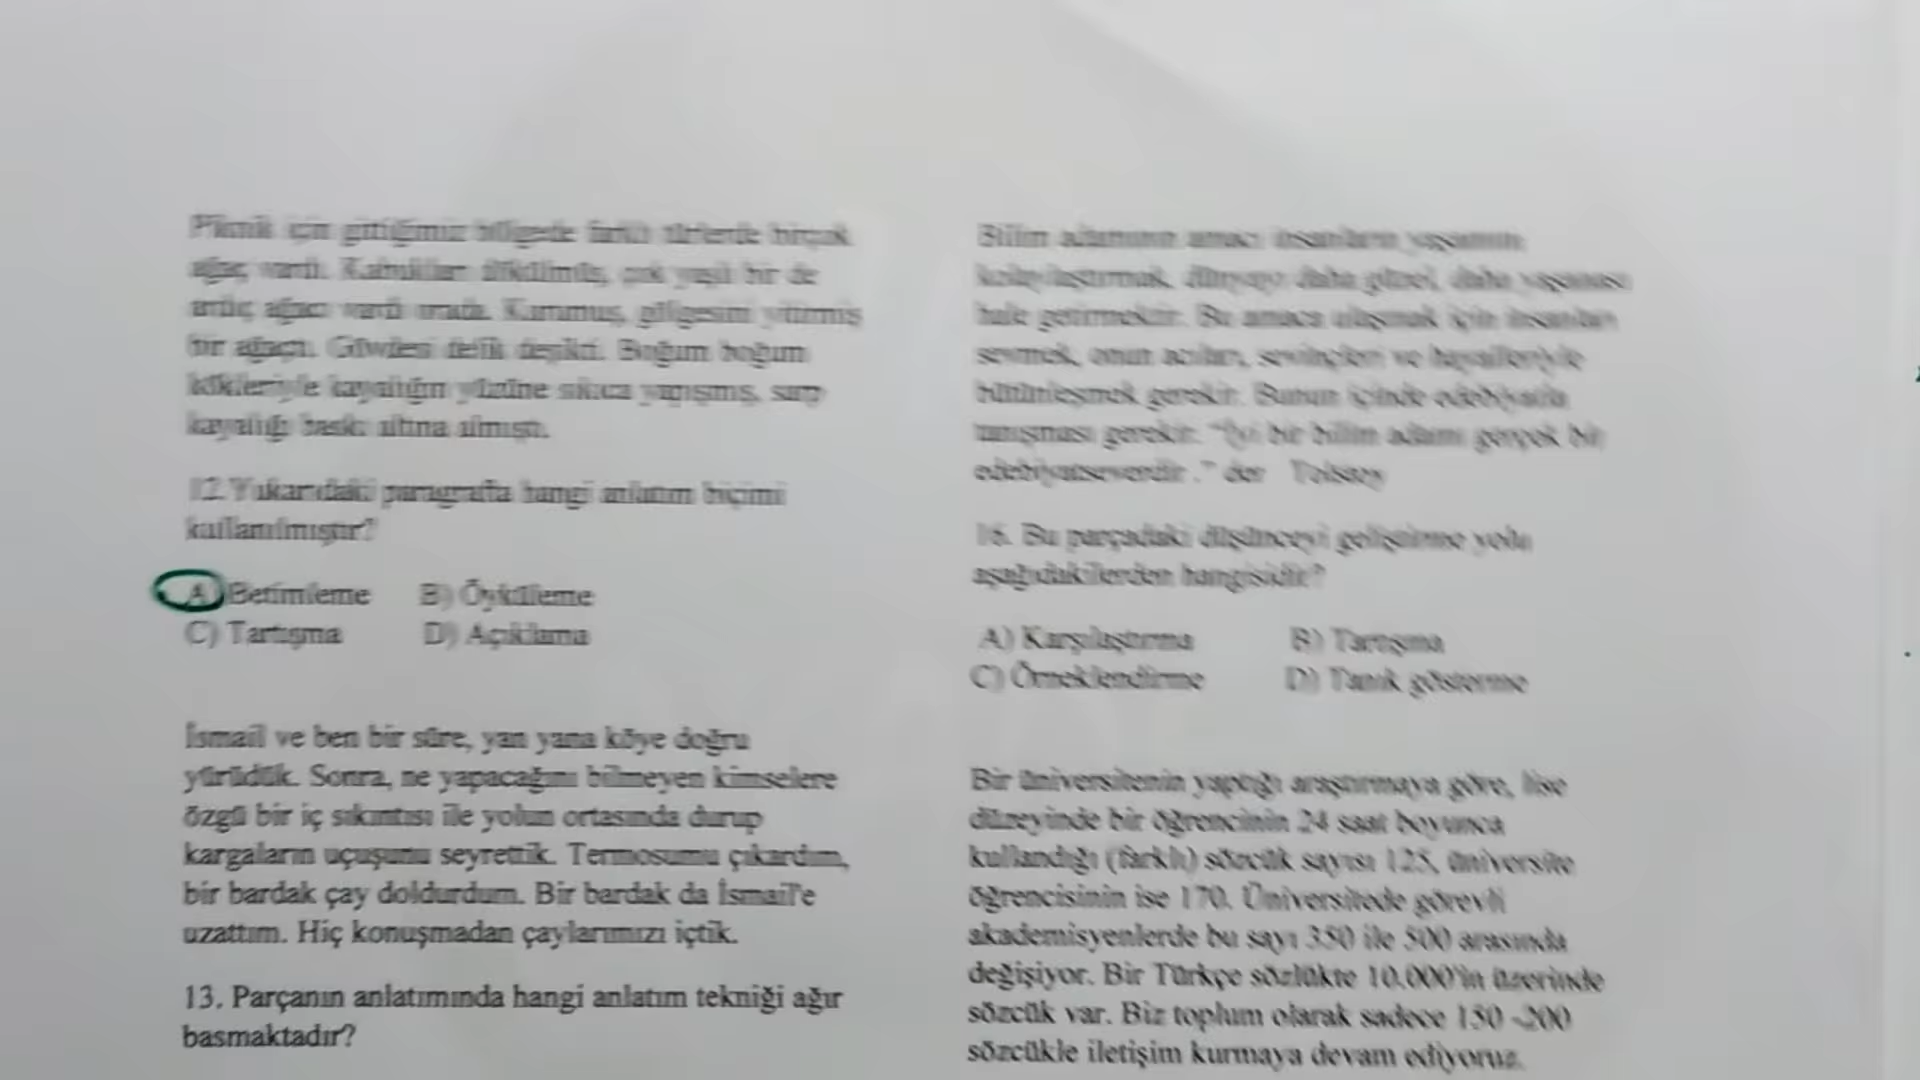 Piknik için gittiğimiz bölgede farklı türlerde birçok
ağaç vardı. Kabukları dökülmüş, çok yaşlı bir de
ardıç ağacı vardı orada. Kurumuş, gölgesini yitirmiş
bir ağaçtı. Gövdesi delik deşikti. Boğum boğum
kökleriyle kayalığın yüzüne sıkıca yapışmış, sarp
kayalığı baskı altına almıştı.
12. Yukarıdaki paragrafta hangi anlatım biçimi
kullanılmıştır?
A) Betimleme B) Öyküleme
C) Tartışma D) Açıklama
İsmail ve ben bir süre, yan yana köye doğru
yürüdük. Sonra, ne yapacağını bilmeyen kimselere
özgü bir iç sıkıntısı ile yolun ortasında durup
kargaların uçuşunu seyrettik. Termosumu çıkardım,
bir bardak çay doldurdum. Bir bardak da İsmail'e
uzattım. Hiç konuşmadan çaylarımızı içtik.
13. Parçanın anlatımında hangi anlatım tekniği ağır
basmaktadır?
Bilim adamının amacı insanların yaşamını
kolaylaştırmak, dünyayı daha güzel, daha yaşanası
hale getirmektir. Bu amaca ulaşmak için insanları
sevmek, onun acıları, sevinçleri ve hayalleriyle
bütünleşmek gerekir. Bunun içinde edebiyatla
tanışması gerekir. "İyi bir bilim adamı gerçek bir
edebiyatseverdir." der Tolstoy
16. Bu parçadaki düşünceyi geliştirme yolu
aşağıdakilerden hangisidir?
A) Karşılaştırma B) Tartışma
C) Örneklendirme D) Tanık gösterme
Bir üniversitenin yaptığı araştırmaya göre, lise
düzeyinde bir öğrencinin 24 saat boyunca
kullandığı (farklı) sözcük sayısı 125, üniversite
öğrencisinin ise 170. Üniversitede görevli
akademisyenlerde bu sayı 350 ile 500 arasında
değişiyor. Bir Türkçe sözlükte 10.000'in üzerinde
sözcük var. Biz toplum olarak sadece 150 -200
sözcükle iletişim kurmaya devam ediyoruz.